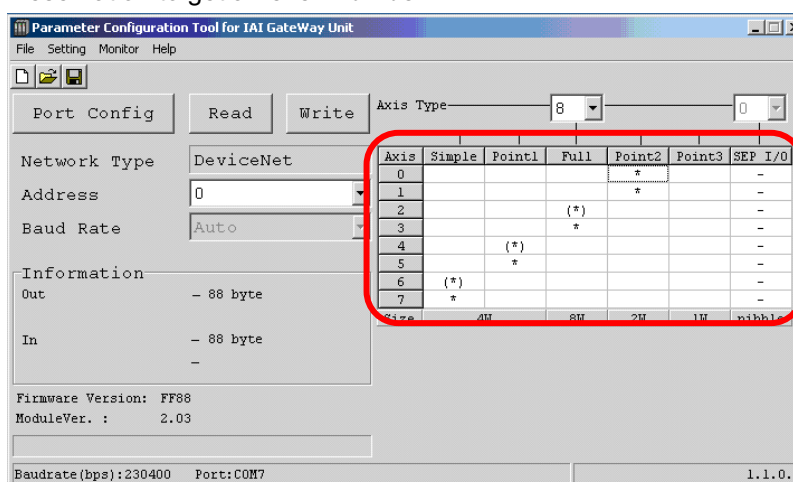 Parameter Configuration Tool for IAI GateWay Unit
File Setting Monitor Help
Port Config Read Write Axis Type 8 0
Network Type DeviceNet
Address 0
Baud Rate Auto
Axis Simple Point1 Full Point2 Point3 SEP I/O
0 * -
1 * -
2 (*) -
3 * -
4 (*) -
5 * -
6 (*) -
7 * -
Size 4W 8W 2W 1W nibble
Information
Out - 88 byte
In - 88 byte
-
Firmware Version: FF88
ModuleVer. : 2.03
Baudrate(bps):230400 Port:COM7 1.1.0.